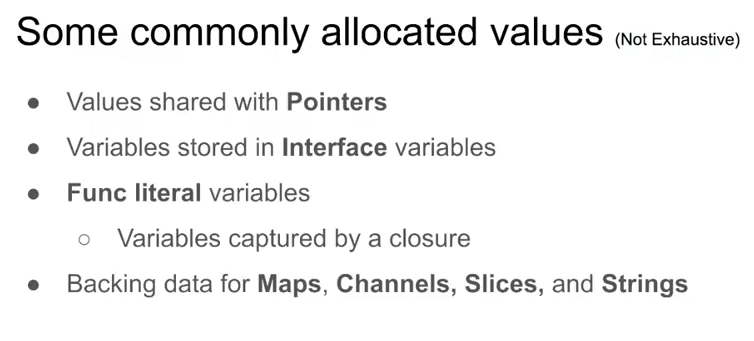 Some commonly allocated values (Not Exhaustive)
● Values shared with Pointers
● Variables stored in Interface variables
● Func literal variables
○ Variables captured by a closure
● Backing data for Maps, Channels, Slices, and Strings